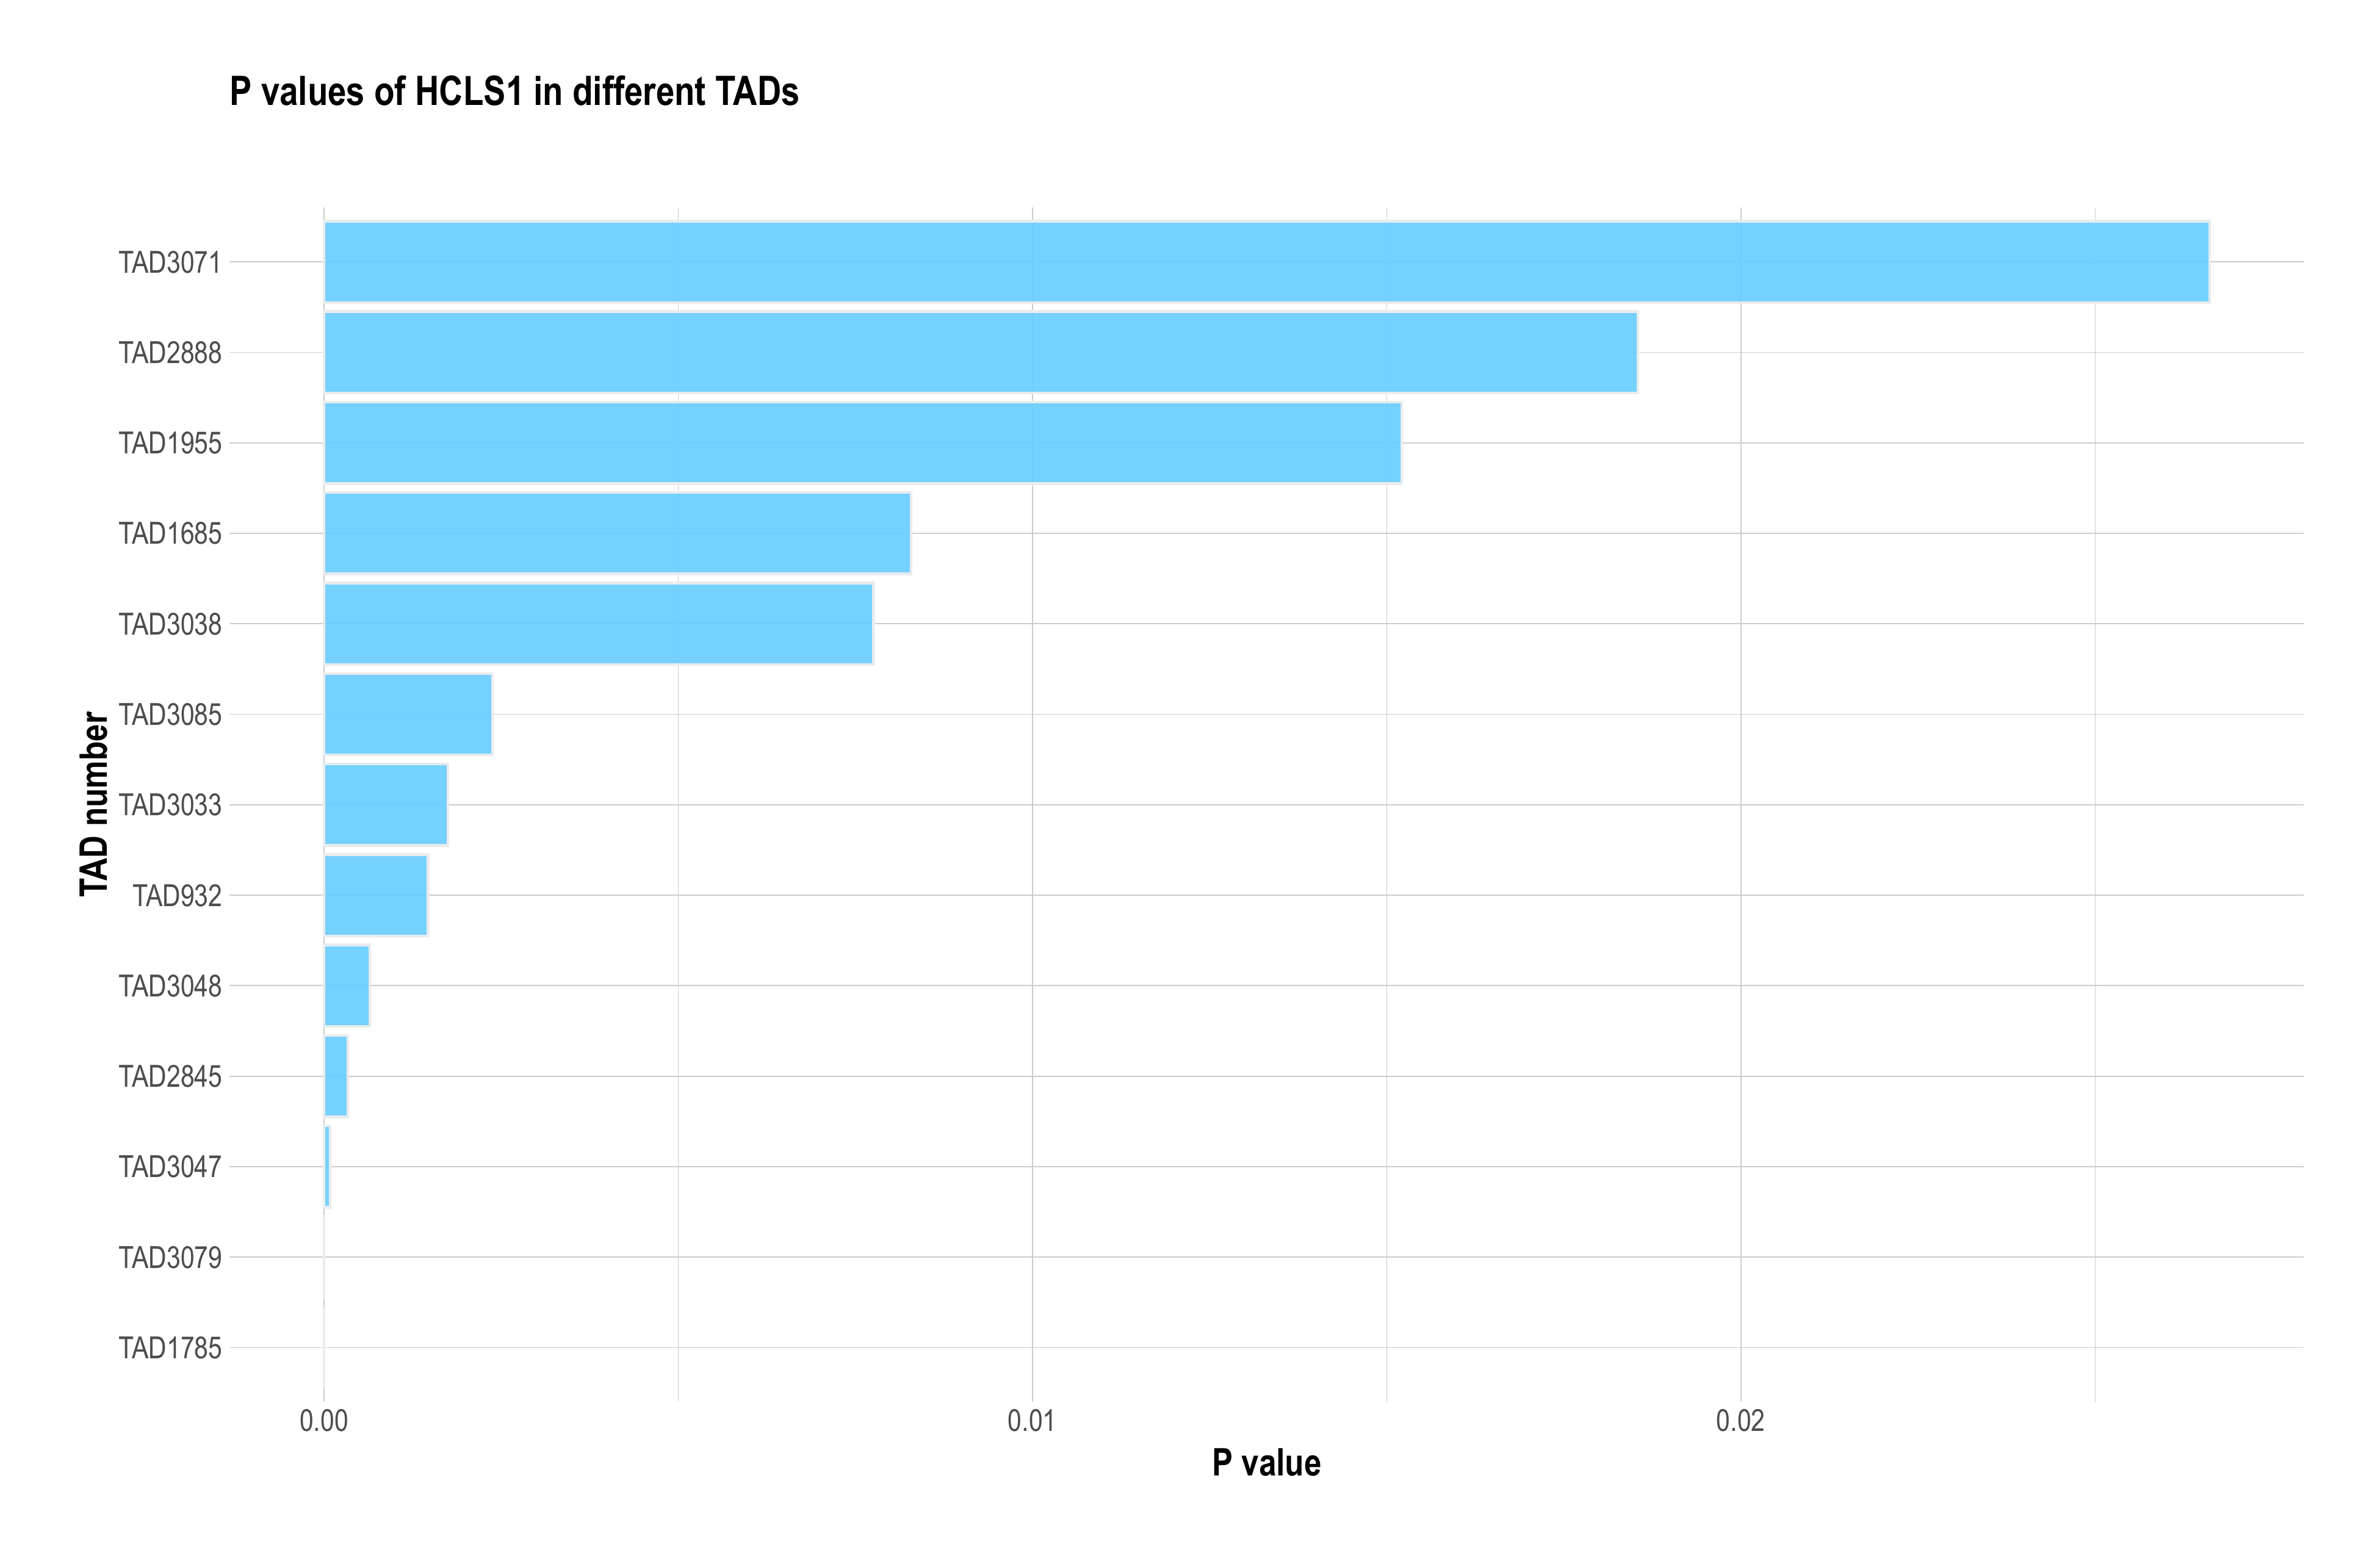 P values of HCLS1 in different TADs
TAD3071
TAD2888
TAD1955
TAD1685
TAD3038
TAD3085
TAD3033
TAD932
TAD3048
TAD2845
TAD3047
TAD3079
TAD1785
TAD number
0.00 0.01 0.02
P value